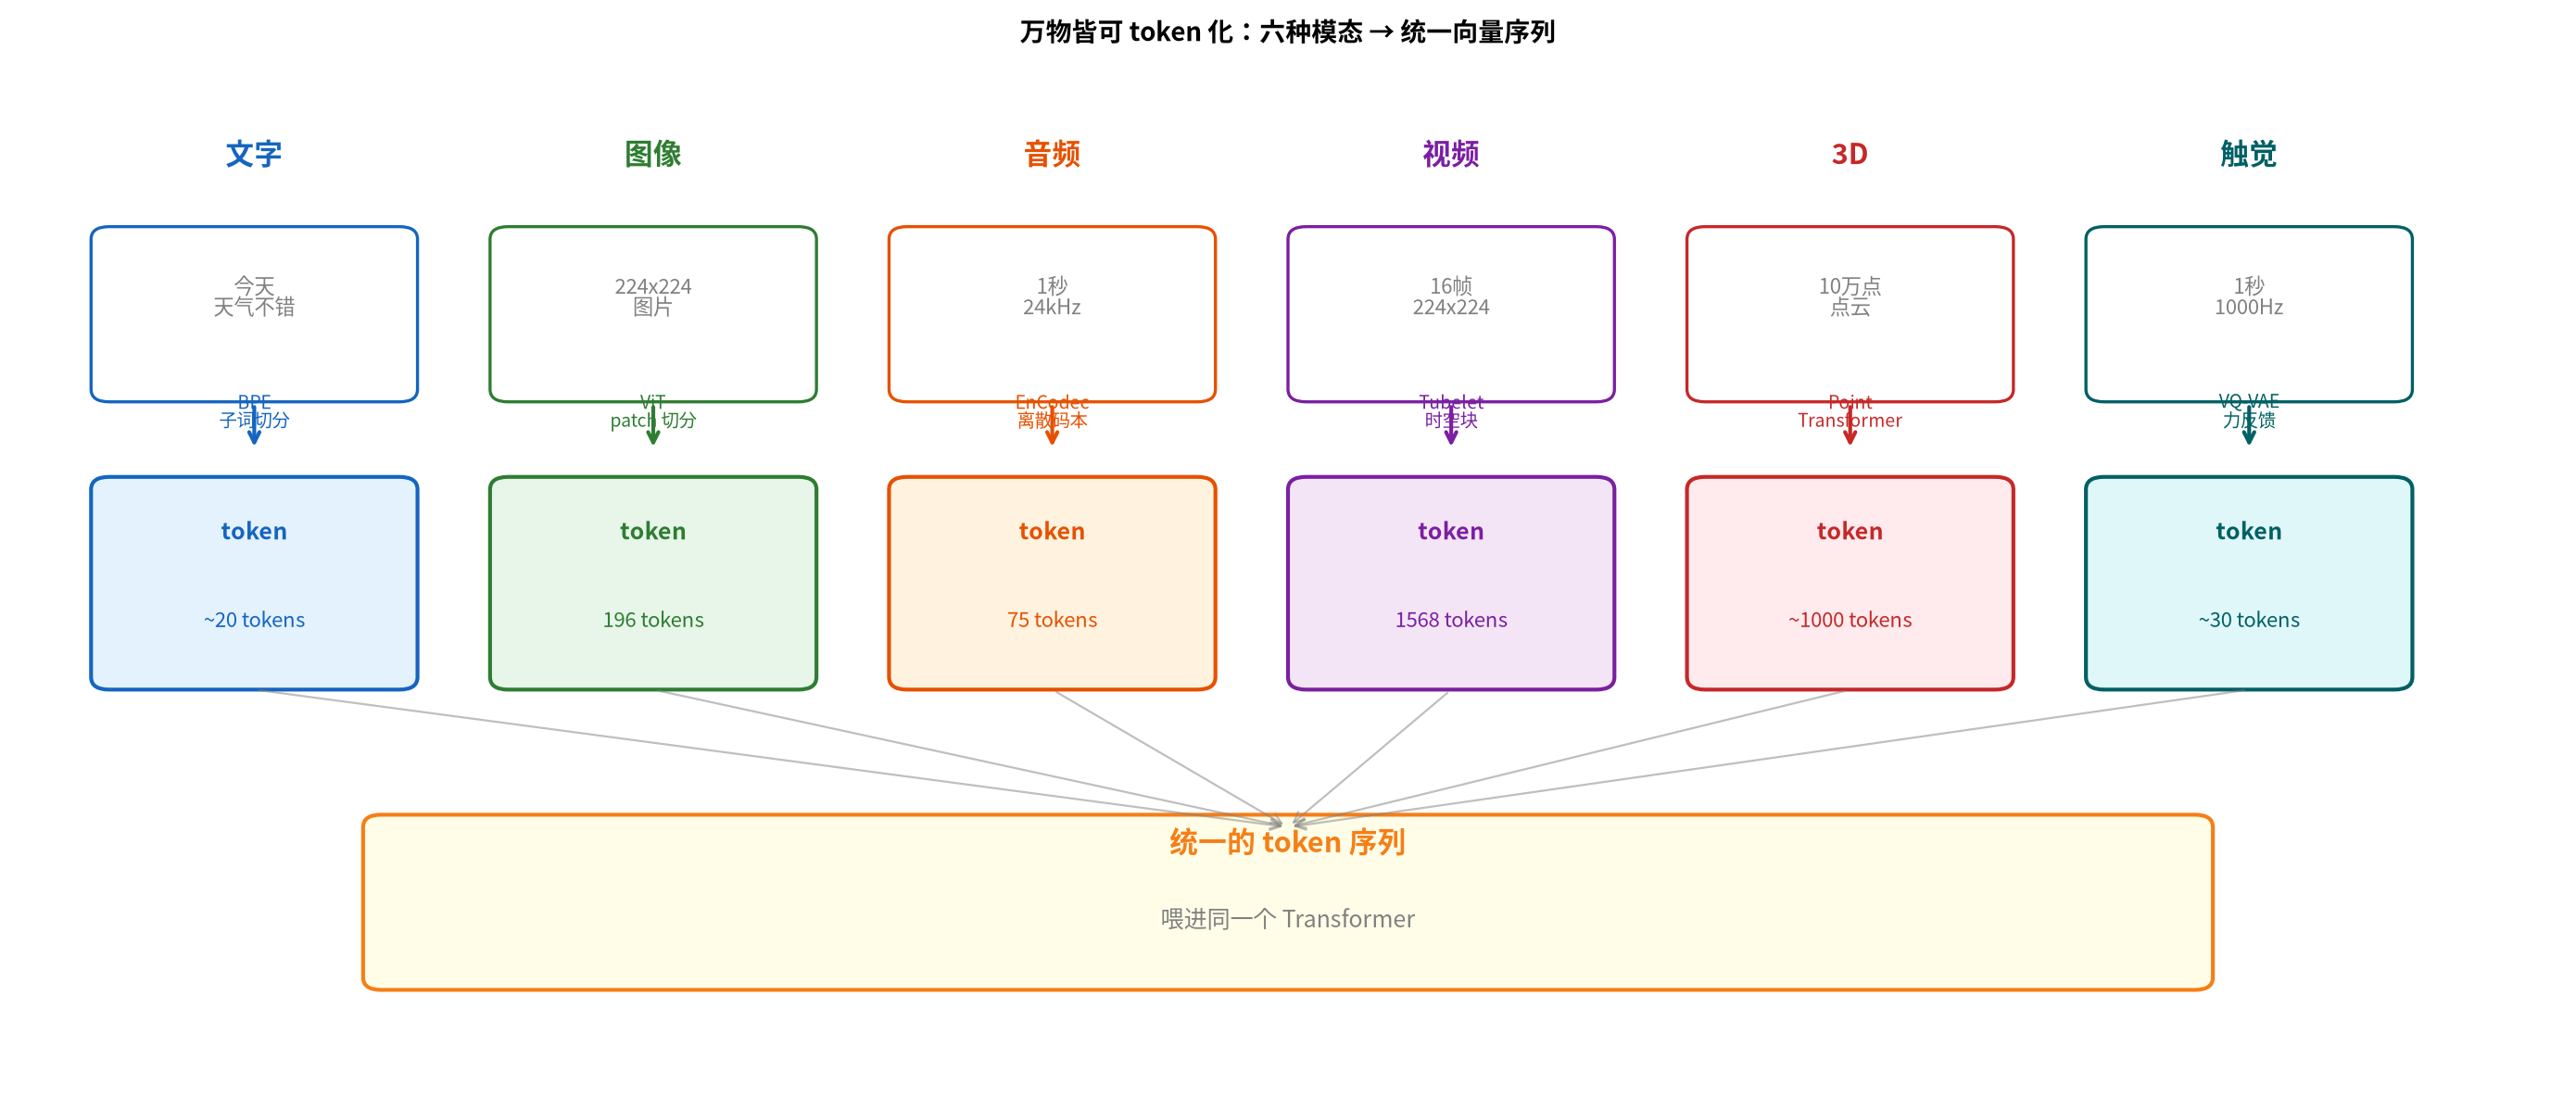 万物皆可 token 化：六种模态 → 统一向量序列
文字
图像
音频
视频
3D
触觉
今天
天气不错
224x224
图片
1秒
24kHz
16帧
224x224
10万点
点云
1秒
1000Hz
BPE
子词切分
ViT
patch 切分
EnCodec
离散码本
Tubelet
时空块
Point
Transformer
VQ-VAE
力反馈
token
~20 tokens
token
196 tokens
token
75 tokens
token
1568 tokens
token
~1000 tokens
token
~30 tokens
统一的 token 序列
喂进同一个 Transformer